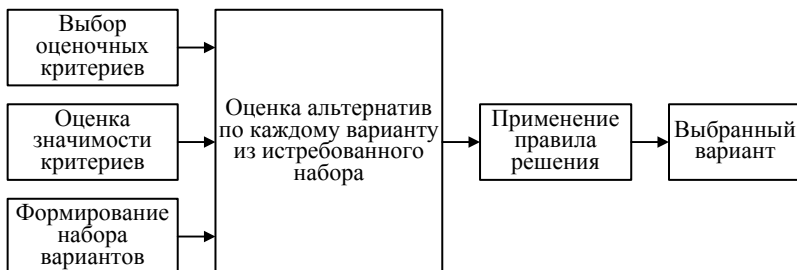 Выбор
оценочных
критериев
Оценка
значимости
критериев
Формирование
набора
вариантов
Оценка альтернатив
по каждому варианту
из истребованного
набора
Применение
правила
решения
Выбранный
вариант